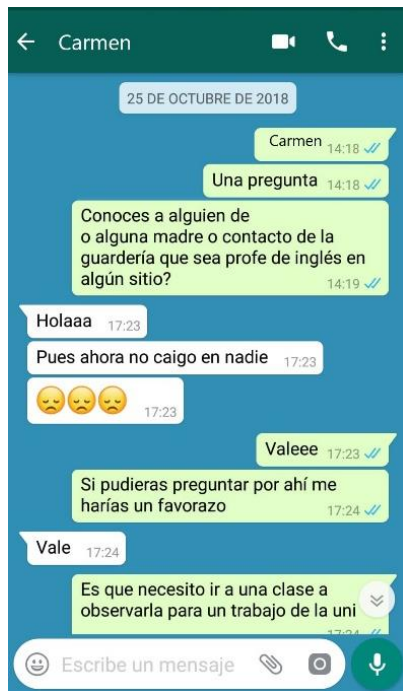 Carmen
25 DE OCTUBRE DE 2018
Carmen 14:18
Una pregunta 14:18
Conoces a alguien de
o alguna madre o contacto de la
guardería que sea profe de inglés en
algún sitio? 14:19
Holaaa 17:23
Pues ahora no caigo en nadie 17:23
17:23
Valeee 17:23
Si pudieras preguntar por ahí me
harías un favorazo 17:24
Vale 17:24
Es que necesito ir a una clase a
observarla para un trabajo de la uni
17:24
Escribe un mensaje